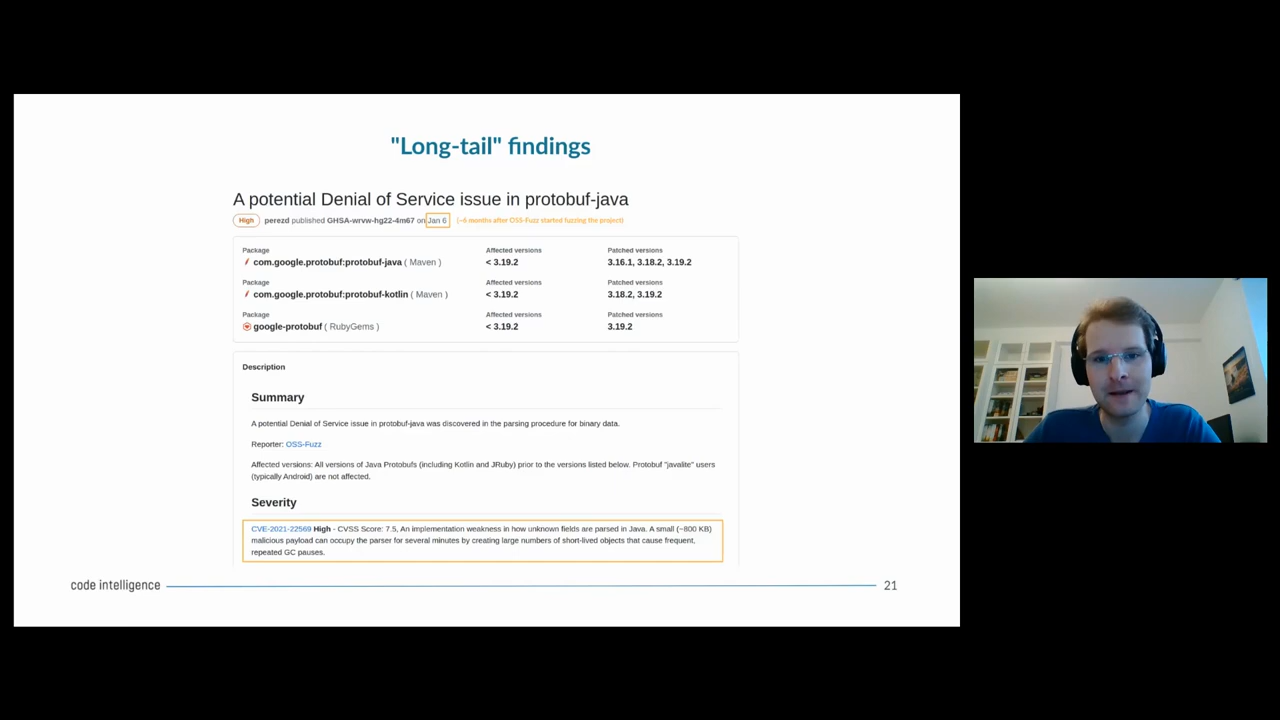 "Long-tail" findings
A potential Denial of Service issue in protobuf-java
High perezd published GHSA-wrvw-hg22-4m67 on Jan 6 (~6 months after OSS-Fuzz started fuzzing the project)
Package Affected versions Patched versions
com.google.protobuf:protobuf-java ( Maven ) < 3.19.2 3.16.1, 3.18.2, 3.19.2
Package Affected versions Patched versions
com.google.protobuf:protobuf-kotlin ( Maven ) < 3.19.2 3.18.2, 3.19.2
Package Affected versions Patched versions
google-protobuf ( RubyGems ) < 3.19.2 3.19.2
Description
Summary
A potential Denial of Service issue in protobuf-java was discovered in the parsing procedure for binary data.
Reporter: OSS-Fuzz
Affected versions: All versions of Java Protobufs (including Kotlin and JRuby) prior to the versions listed below. Protobuf "javalite" users
(typically Android) are not affected.
Severity
CVE-2021-22569 High - CVSS Score: 7.5, An implementation weakness in how unknown fields are parsed in Java. A small (~800 KB)
malicious payload can occupy the parser for several minutes by creating large numbers of short-lived objects that cause frequent,
repeated GC pauses.
code intelligence 21